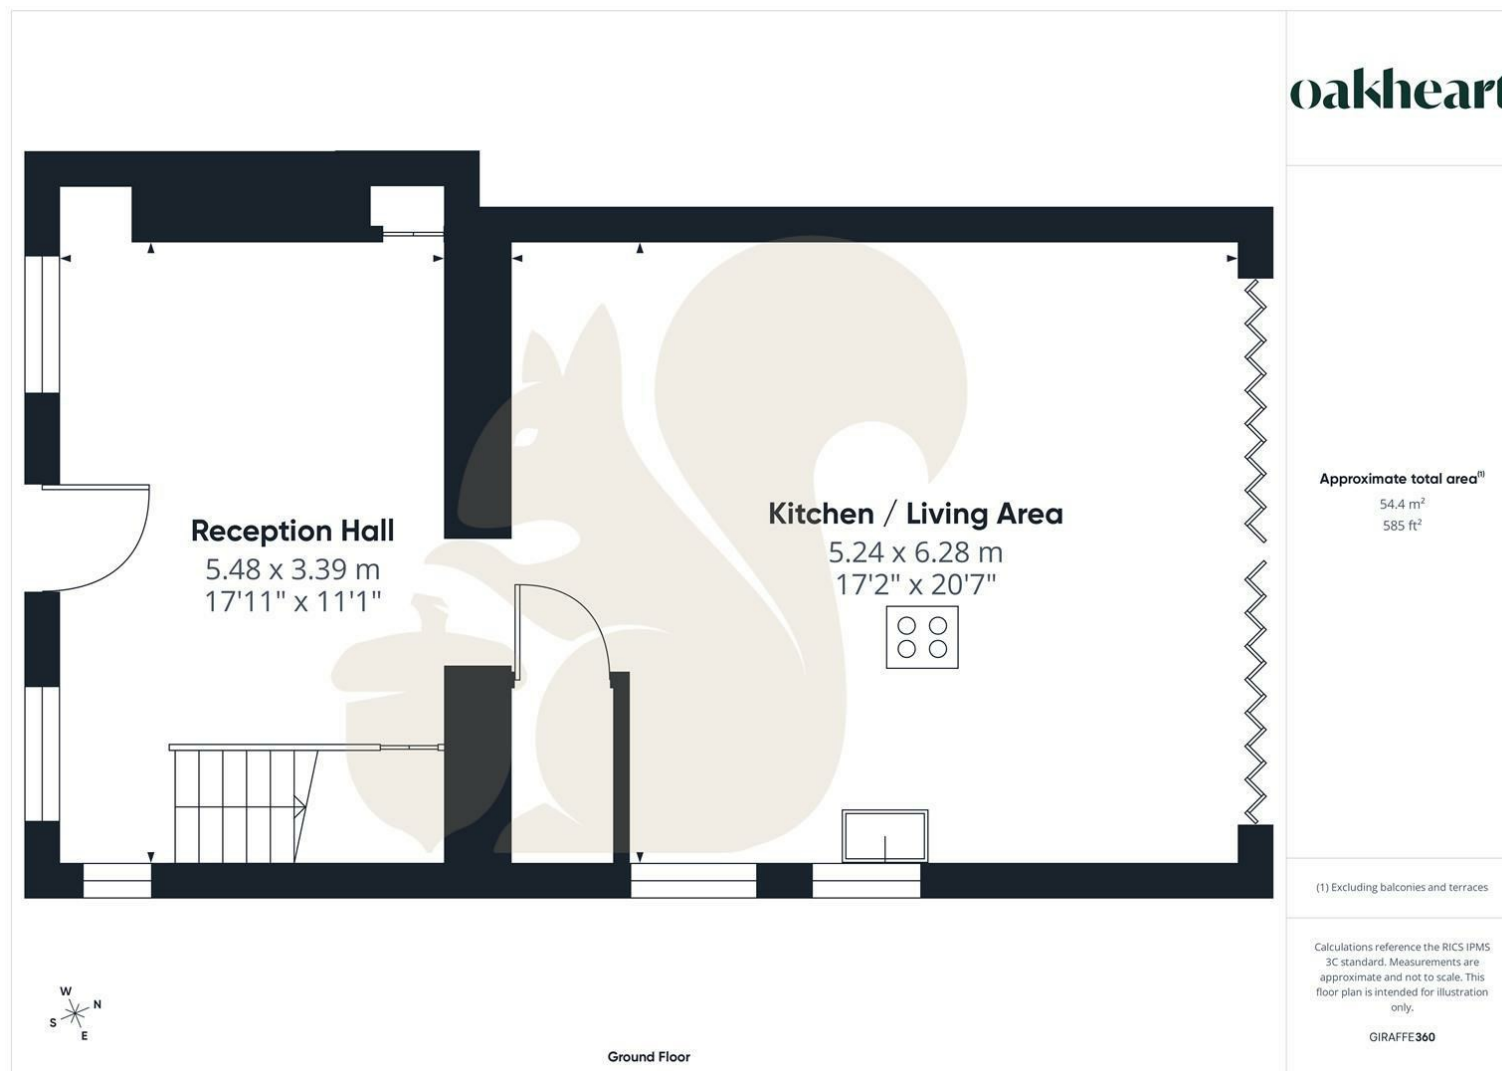 oakheart
Reception Hall
5.48 x 3.39 m
17'11" x 11'1"
Kitchen / Living Area
5.24 x 6.28 m
17'2" x 20'7"
Approximate total area(1)
54.4 m²
585 ft²
(1) Excluding balconies and terraces
Calculations reference the RICS IPMS
3C standard. Measurements are
approximate and not to scale. This
floor plan is intended for illustration
only.
GIRAFFE360
W
N
S
E
Ground Floor